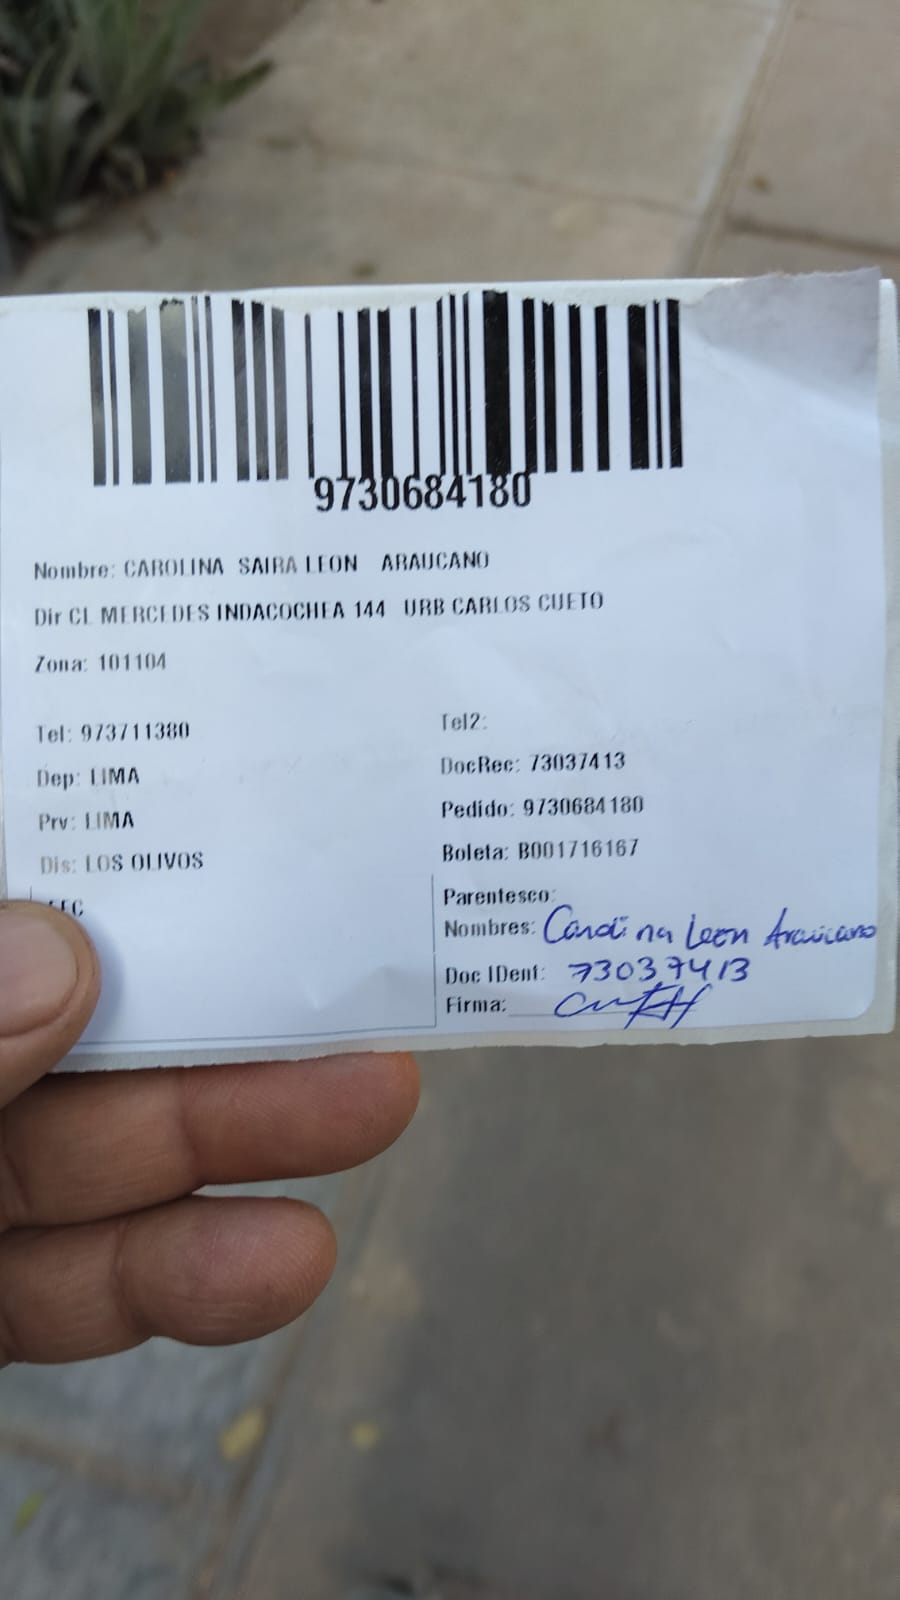 9730684180
Nombre: CAROLINA SAIRA LEON ARAUCANO
Dir CL MERCEDES INDACOCHEA 144 URB CARLOS CUETO
Zona: 101104
Tel: 973711380
Tel2:
Dep: LIMA
DocRec: 73037413
Prv: LIMA
Pedido: 9730684180
Dis: LOS OLIVOS
Boleta: B001716167
Parentesco:
Nombres: Carolina Leon Araucano
Doc IDent: 73037413
Firma: